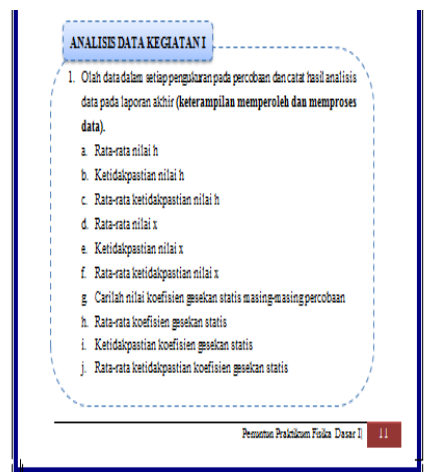 ANALISIS DATA KEGIATAN I
1. Olah data dalam setiap pengukuran pada percobaan dan catat hasil analisis
data pada laporan akhir (keterampilan memperoleh dan memproses
data).
a. Rata-rata nilai h
b. Ketidakpastian nilai h
c. Rata-rata ketidakpastian nilai h
d. Rata-rata nilai x
e. Ketidakpastian nilai x
f. Rata-rata ketidakpastian nilai x
g. Carilah nilai koefisien gesekan statis masing-masing percobaan
h. Rata-rata koefisien gesekan statis
i. Ketidakpastian koefisien gesekan statis
j. Rata-rata ketidakpastian koefisien gesekan statis
Penuntun Praktikum Fisika Dasar I| 11